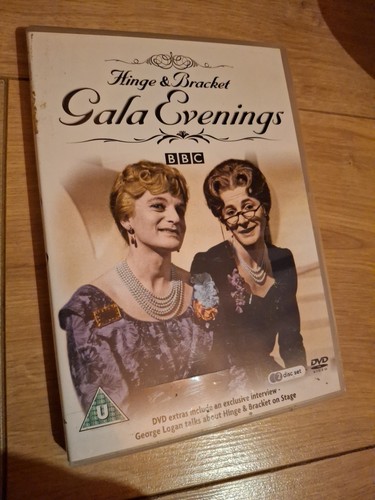 Hinge & Bracket
Gala Evenings
BBC
2 disc set
DVD
VIDEO
U
DVD extras include an exclusive interview -
George Logan talks about Hinge & Bracket on Stage